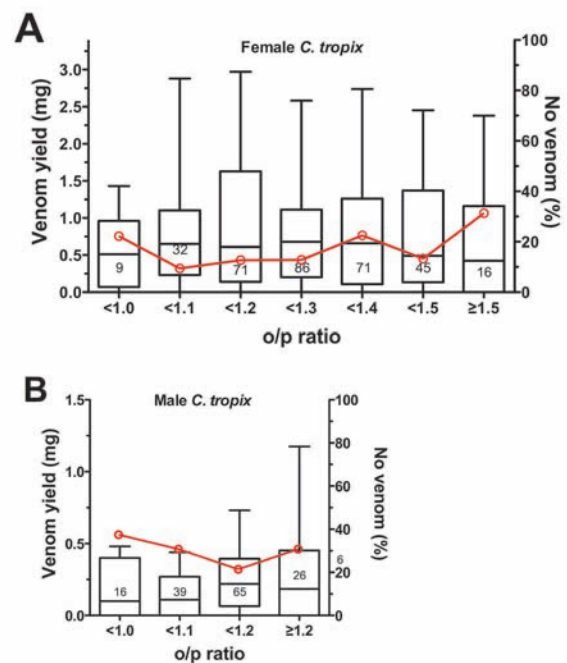 A
Female C. tropix
Venom yield (mg)
3.0
2.5
2.0
1.5
1.0
0.5
0.0
100
80
60
40
20
0
No venom (%)
9
32
71
86
71
45
16
<1.0 <1.1 <1.2 <1.3 <1.4 <1.5 ≥1.5
o/p ratio
B
Male C. tropix
Venom yield (mg)
1.5
1.0
0.5
0.0
100
80
60
40
20
0
No venom (%)
6
16
39
65
26
<1.0 <1.1 <1.2 ≥1.2
o/p ratio